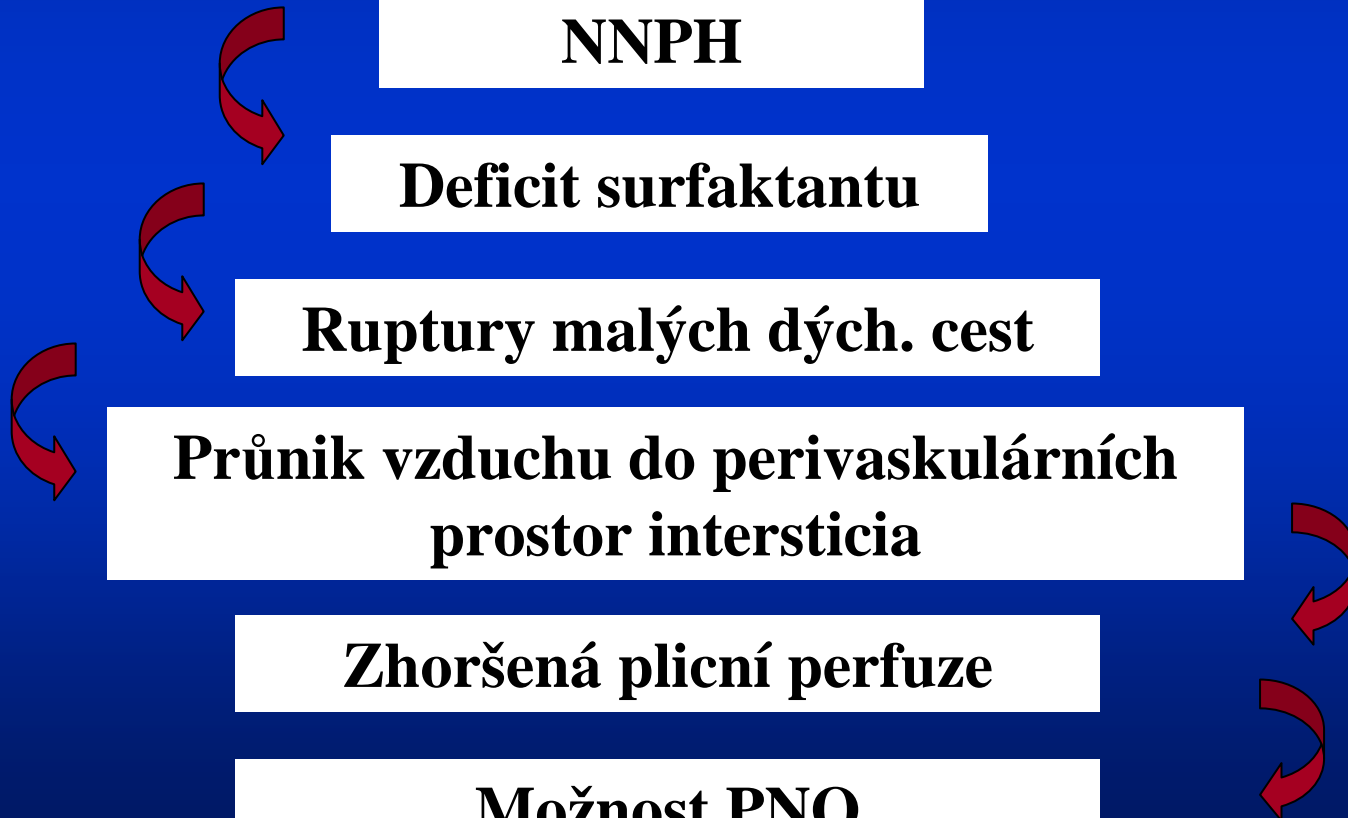 NNPH
Deficit surfaktantu
Ruptury malých dých. cest
Průnik vzduchu do perivaskulárních
prostor intersticia
Zhoršená plicní perfuze
Možnost PNO